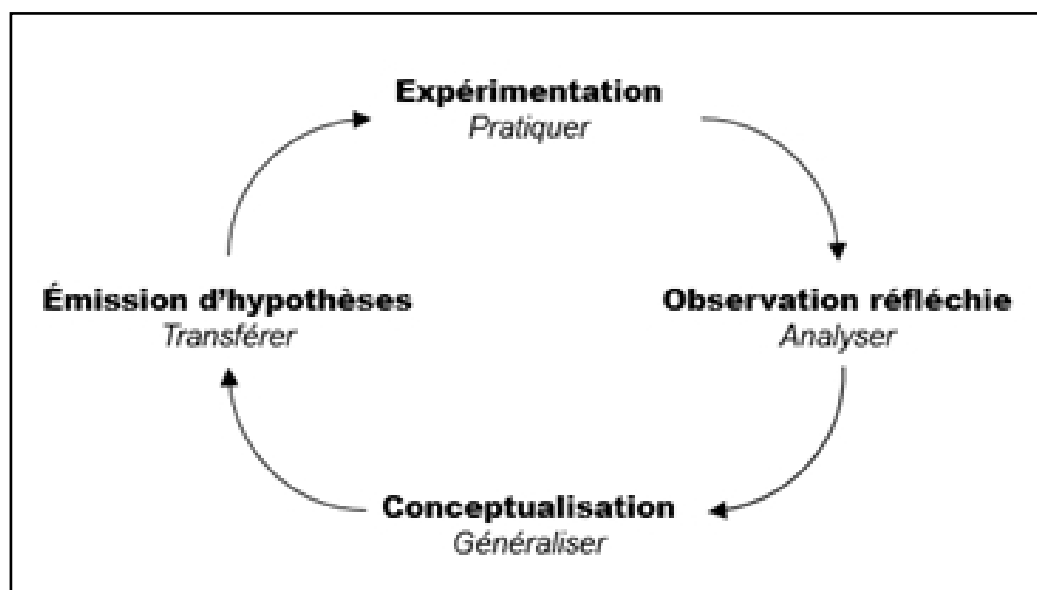 Expérimentation
Pratiquer
Émission d'hypothèses
Transférer
Observation réfléchie
Analyser
Conceptualisation
Généraliser